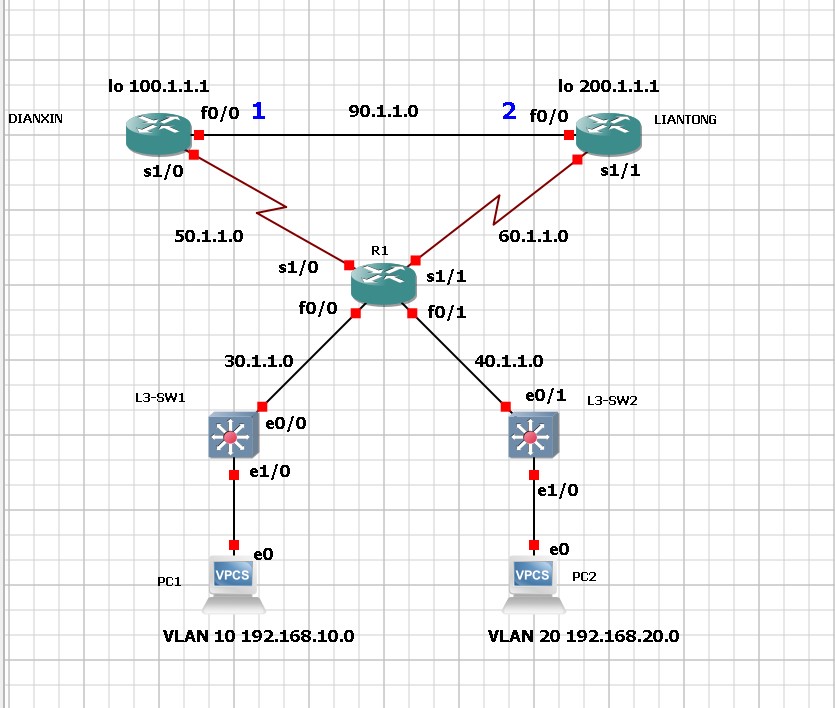 lo 100.1.1.1
lo 200.1.1.1
DIANXIN
f0/0
1
90.1.1.0
2
f0/0
LIANTONG
s1/0
s1/1
50.1.1.0
60.1.1.0
R1
s1/0
s1/1
f0/0
f0/1
30.1.1.0
40.1.1.0
L3-SW1
e0/1
L3-SW2
e0/0
e1/0
e1/0
e0
e0
PC1
VPCS
VPCS
PC2
VLAN 10 192.168.10.0
VLAN 20 192.168.20.0